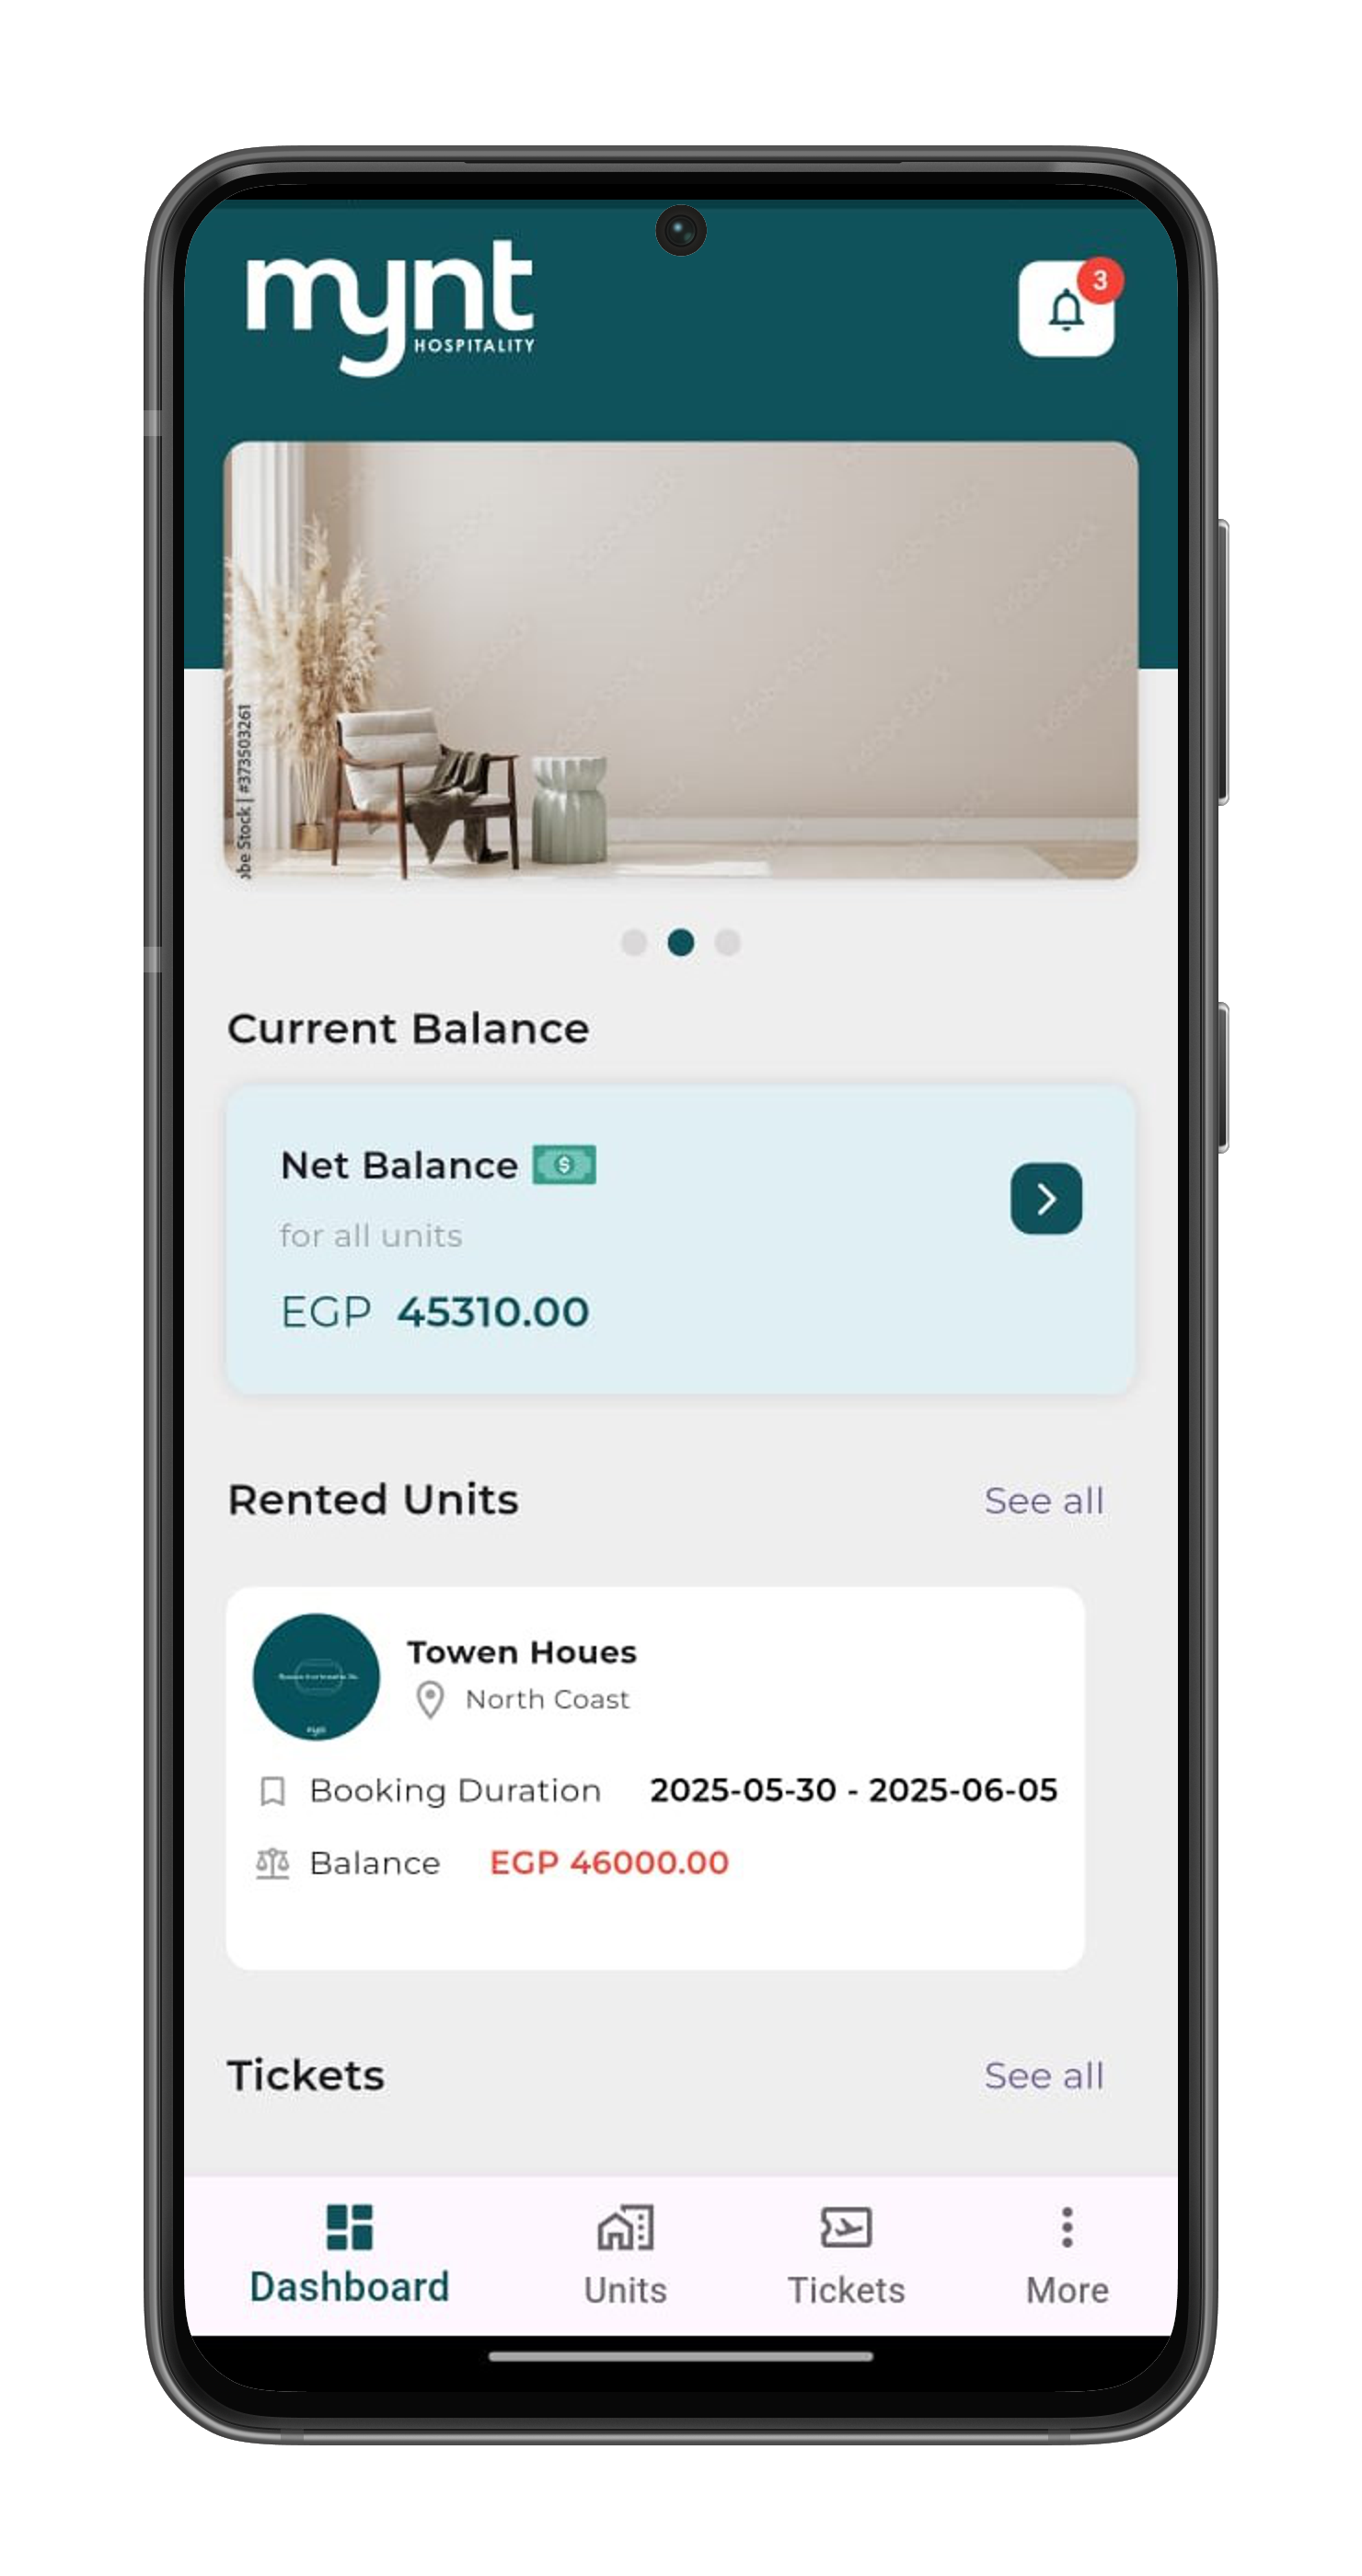 mynt
HOSPITALITY
3
Adobe Stock
obe Stock | #373503261
Current Balance
Net Balance
for all units
EGP 45310.00
Rented Units See all
Towen Houes
North Coast
Booking Duration 2025-05-30 - 2025-06-05
Balance EGP 46000.00
Tickets See all
Dashboard Units Tickets More